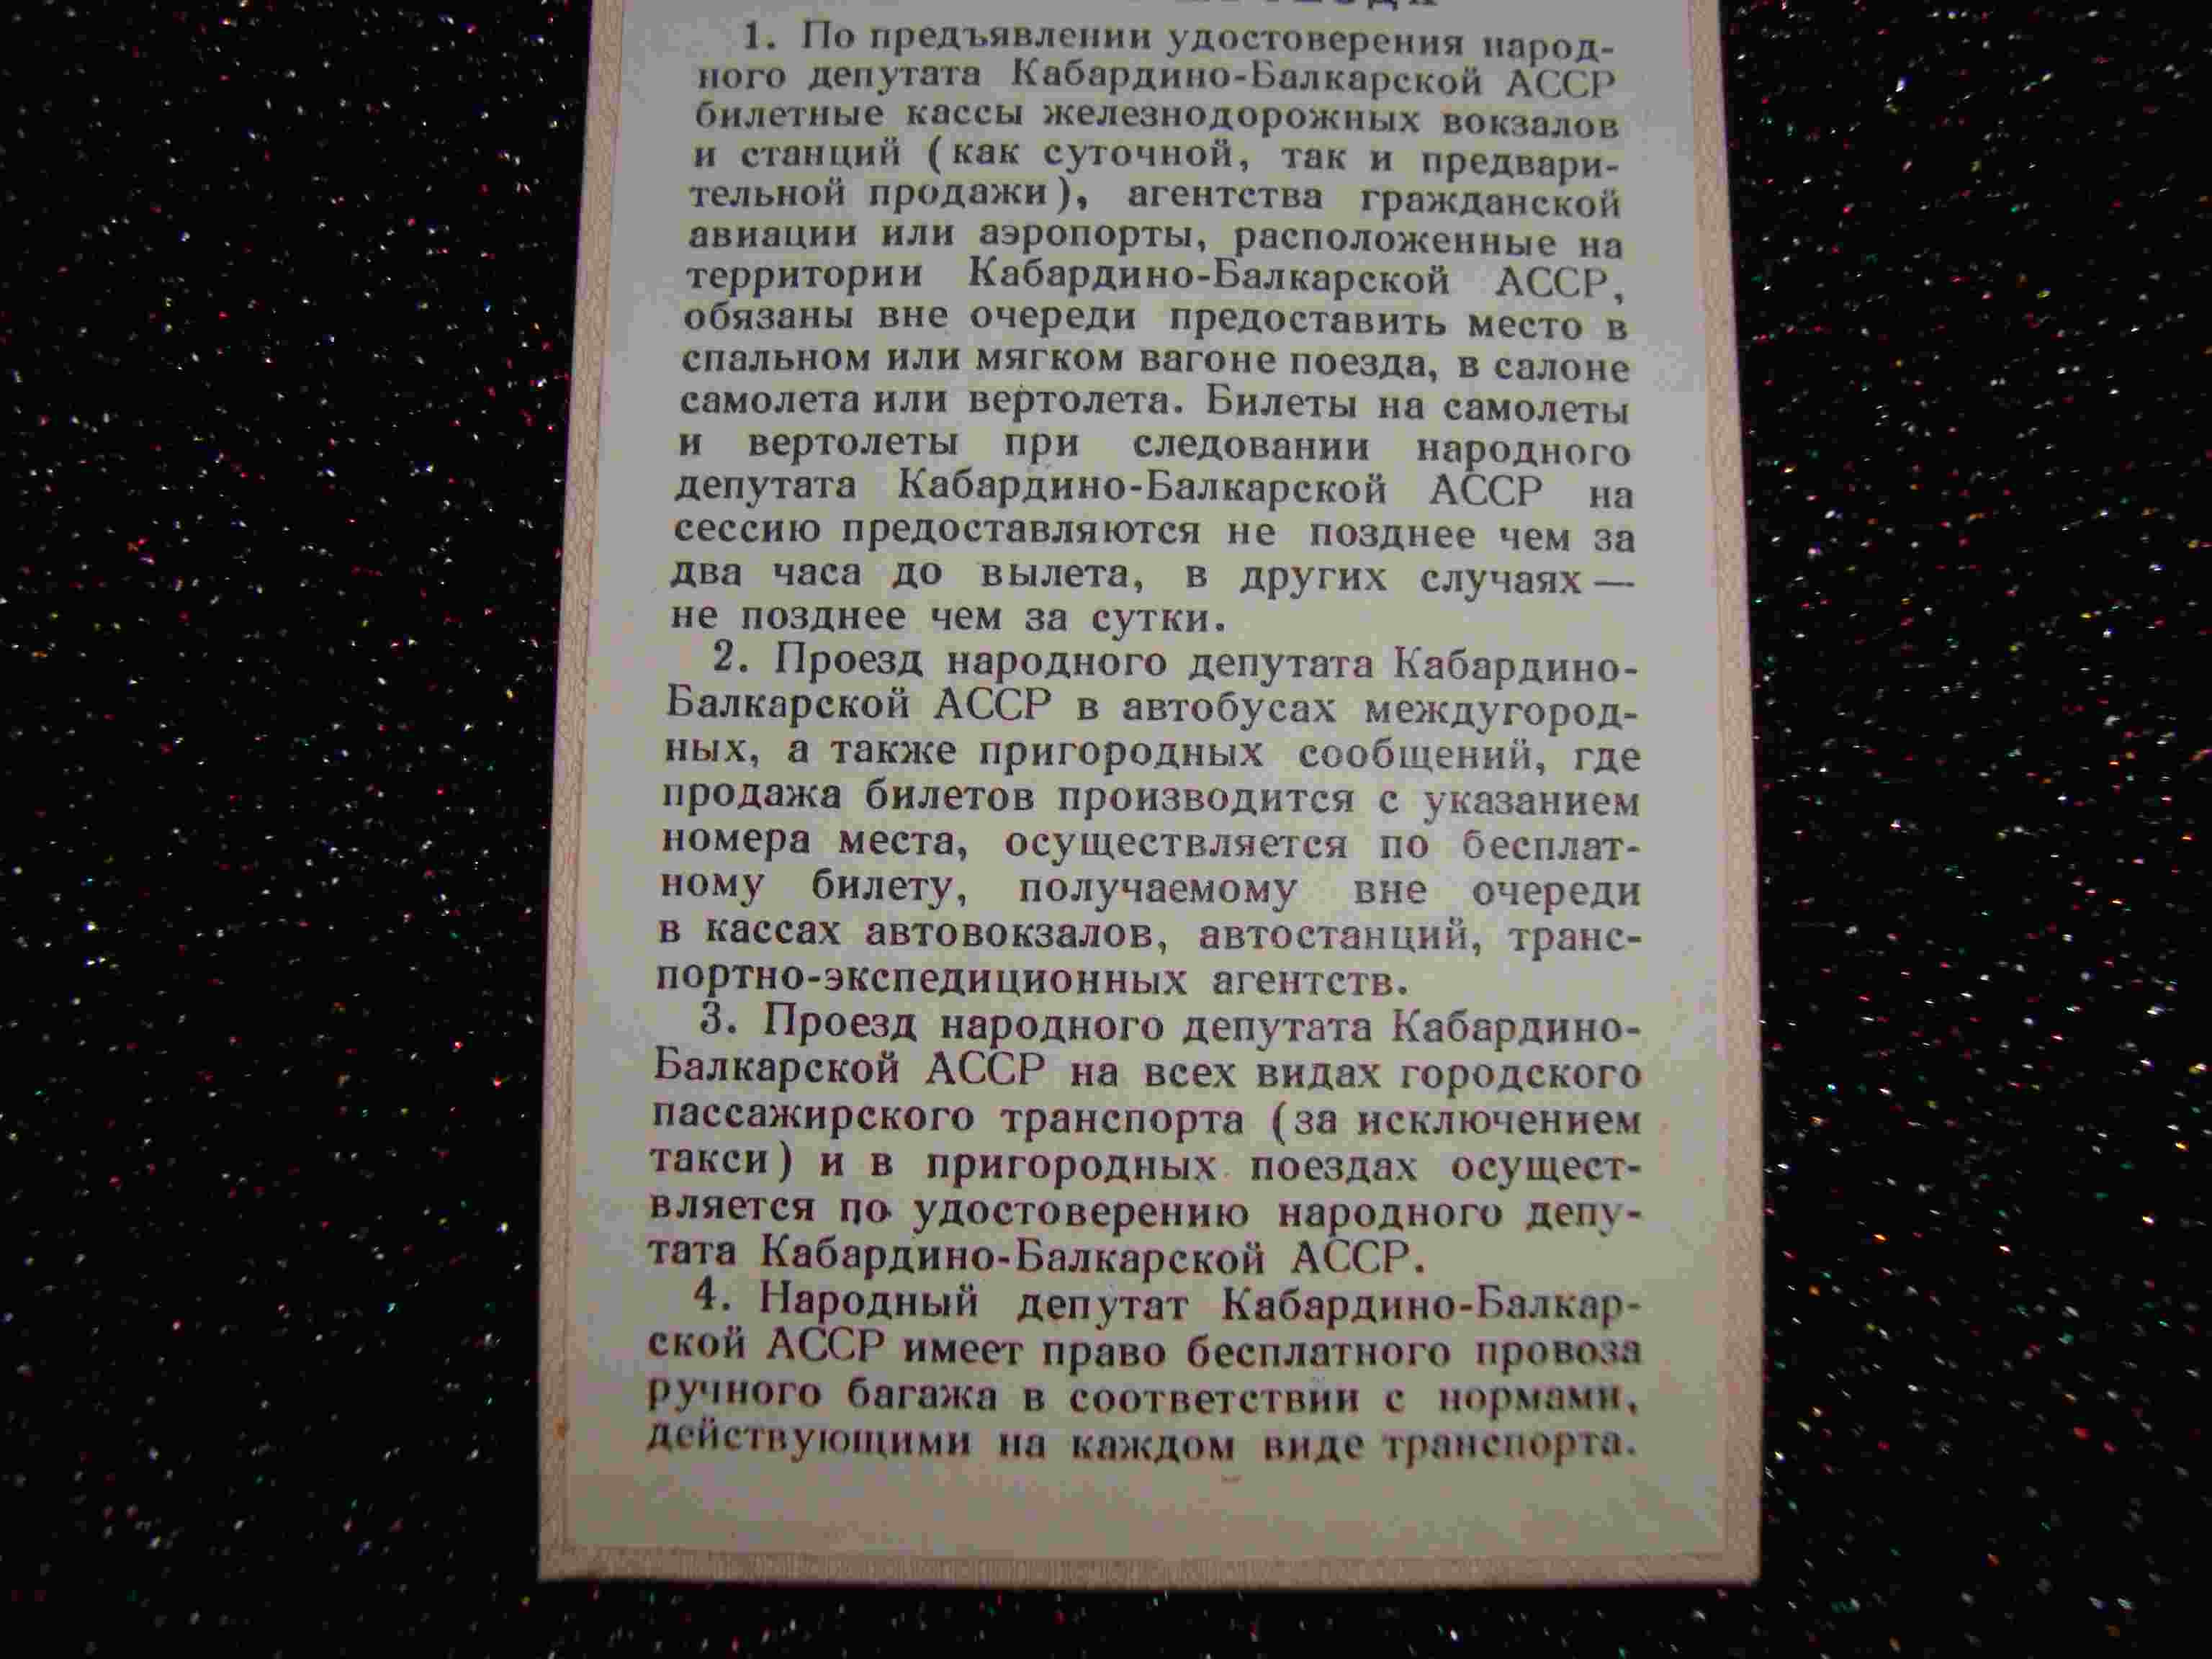 1. По предъявлении удостоверения народ-
ного депутата Кабардино-Балкарской АССР
билетные кассы железнодорожных вокзалов
и станций (как суточной, так и предвари-
тельной продажи), агентства гражданской
авиации или аэропорты, расположенные на
территории Кабардино-Балкарской АССР,
обязаны вне очереди предоставить место в
спальном или мягком вагоне поезда, в салоне
самолета или вертолета. Билеты на самолеты
и вертолеты при следовании народного
депутата Кабардино-Балкарской АССР на
сессию предоставляются не позднее чем за
два часа до вылета, в других случаях —
не позднее чем за сутки.
2. Проезд народного депутата Кабардино-
Балкарской АССР в автобусах междугород-
ных, а также пригородных сообщений, где
продажа билетов производится с указанием
номера места, осуществляется по бесплат-
ному билету, получаемому вне очереди
в кассах автовокзалов, автостанций, транс-
портно-экспедиционных агентств.
3. Проезд народного депутата Кабардино-
Балкарской АССР на всех видах городского
пассажирского транспорта (за исключением
такси) и в пригородных поездах осущест-
вляется по удостоверению народного депу-
тата Кабардино-Балкарской АССР.
4. Народный депутат Кабардино-Балкар-
ской АССР имеет право бесплатного провоза
ручного багажа в соответствии с нормами,
действующими на каждом виде транспорта.